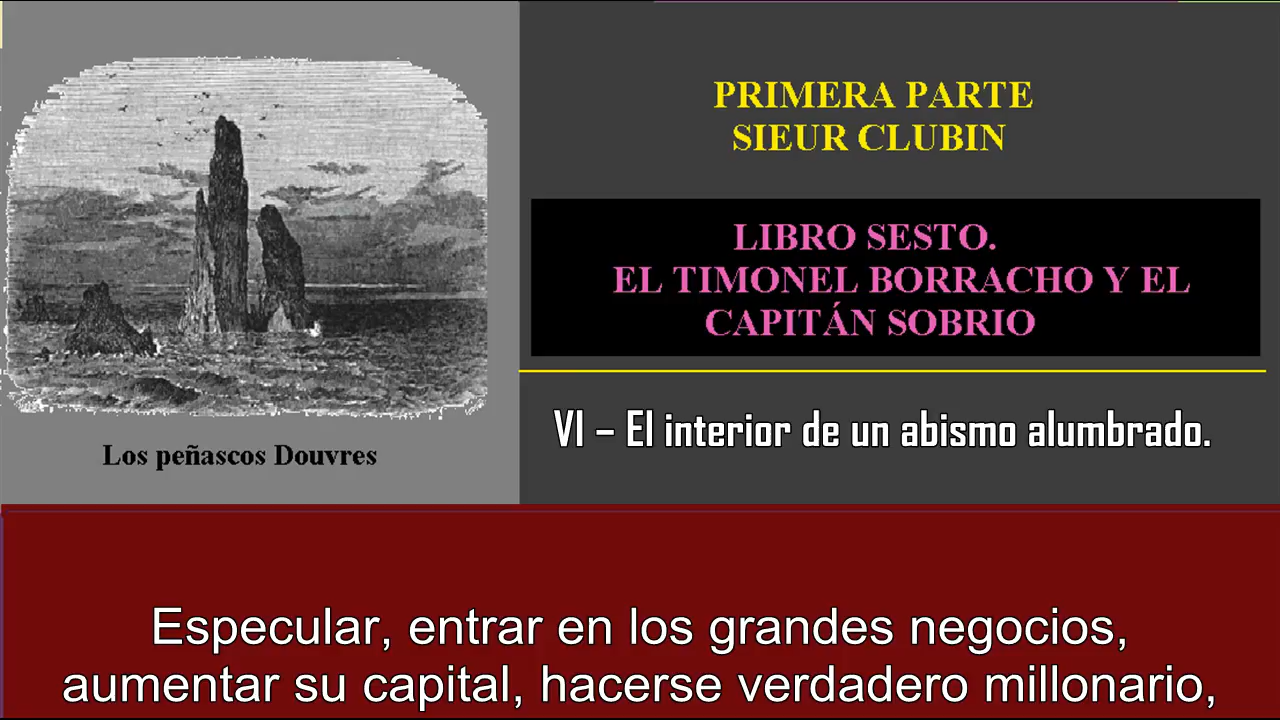 PRIMERA PARTE
SIEUR CLUBIN
LIBRO SESTO.
EL TIMONEL BORRACHO Y EL
CAPITÁN SOBRIO
VI – El interior de un abismo alumbrado.
Los peñascos Douvres
Especular, entrar en los grandes negocios,
aumentar su capital, hacerse verdadero millonario,